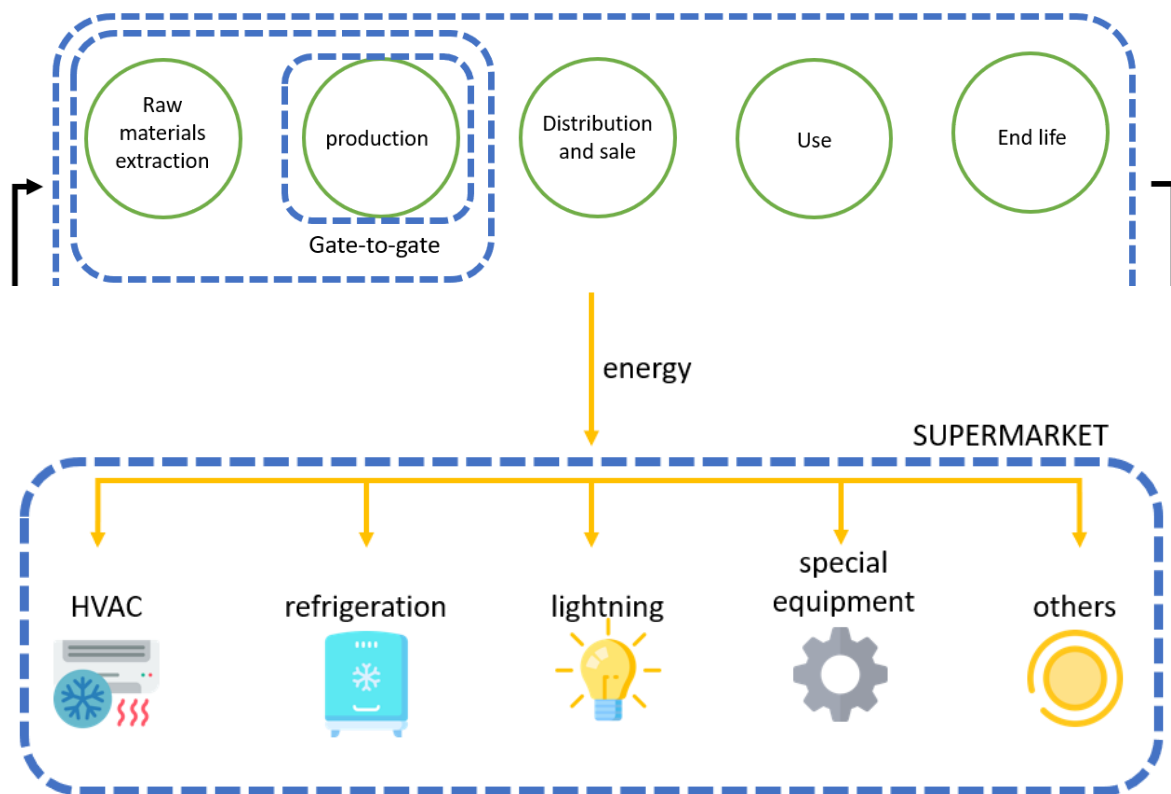 Raw
materials
extraction
production
Distribution
and sale
Use
End life
Gate-to-gate
energy
SUPERMARKET
HVAC
refrigeration
lightning
special
equipment
others